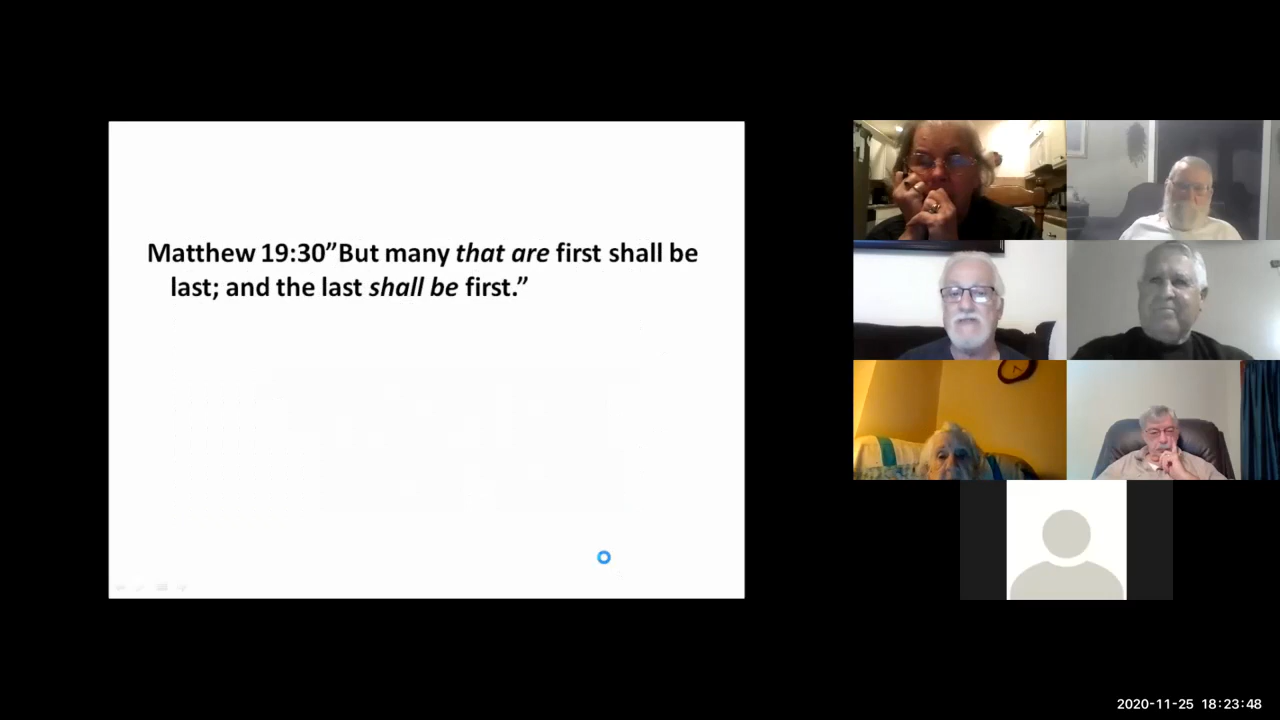 Matthew 19:30”But many that are first shall be
last; and the last shall be first.”
2020-11-25 18:23:48